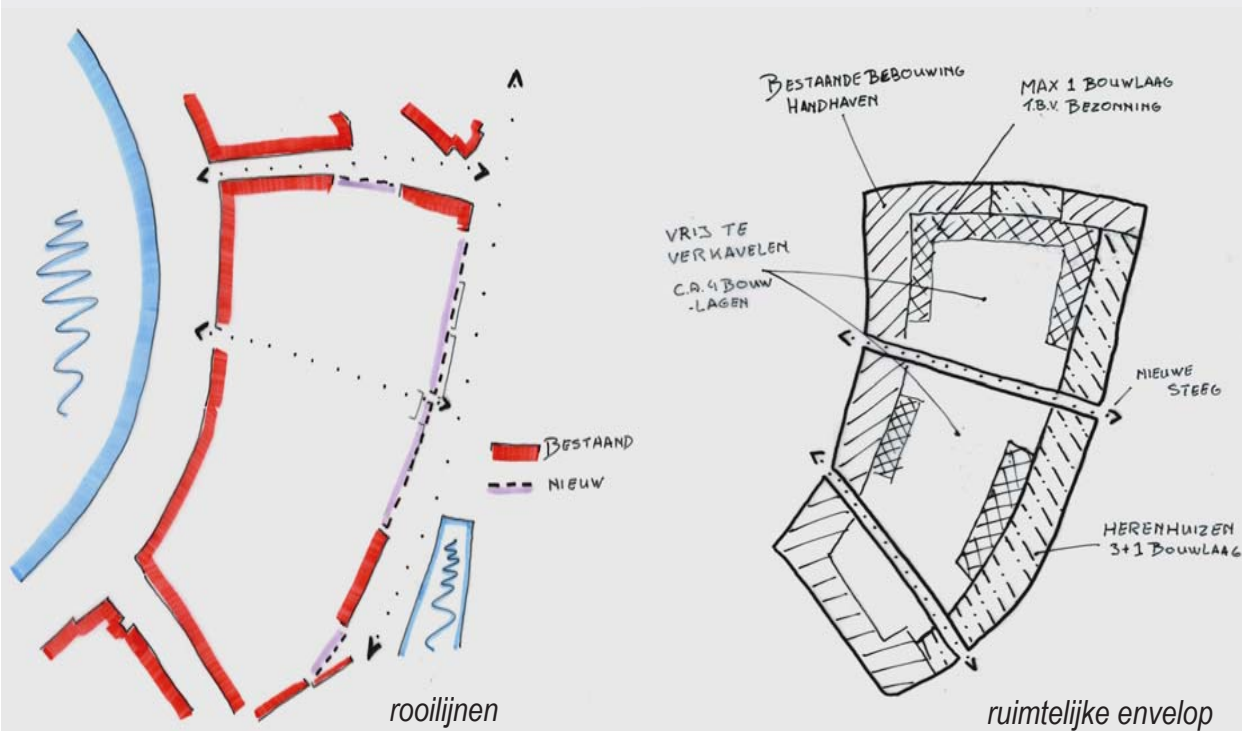 BESTAAND
NIEUW
rooilijnen
BESTAANDE BEBOUWING
HANDHAVEN
MAX 1 BOUWLAAG
T.B.V. BEZONNING
VRIJ TE
VERKAVELEN
C.A. 4 BOUW
-LAGEN
NIEUWE
STEEG
HERENHUIZEN
3+1 BOUWLAAG
ruimtelijke envelop